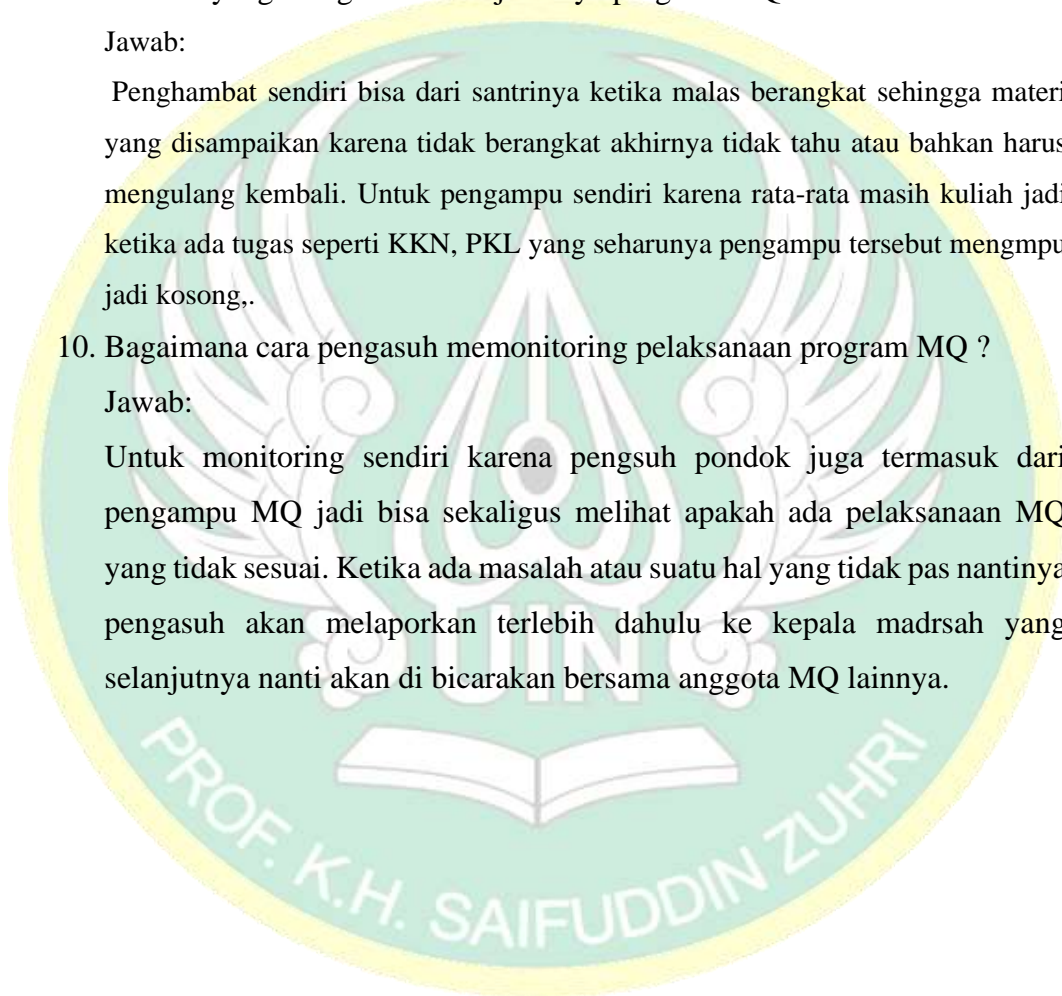 Jawab:
Penghambat sendiri bisa dari santrinya ketika malas berangkat sehingga materi
yang disampaikan karena tidak berangkat akhirnya tidak tahu atau bahkan harus
mengulang kembali. Untuk pengampu sendiri karena rata-rata masih kuliah jadi
ketika ada tugas seperti KKN, PKL yang seharunya pengampu tersebut mengmpu
jadi kosong,.
10. Bagaimana cara pengasuh memonitoring pelaksanaan program MQ ?
Jawab:
Untuk monitoring sendiri karena pengsuh pondok juga termasuk dari
pengampu MQ jadi bisa sekaligus melihat apakah ada pelaksanaan MQ
yang tidak sesuai. Ketika ada masalah atau suatu hal yang tidak pas nantinya
pengasuh akan melaporkan terlebih dahulu ke kepala madrsah yang
selanjutnya nanti akan di bicarakan bersama anggota MQ lainnya.
UIN
PROF. K.H. SAIFUDDIN ZUHRI